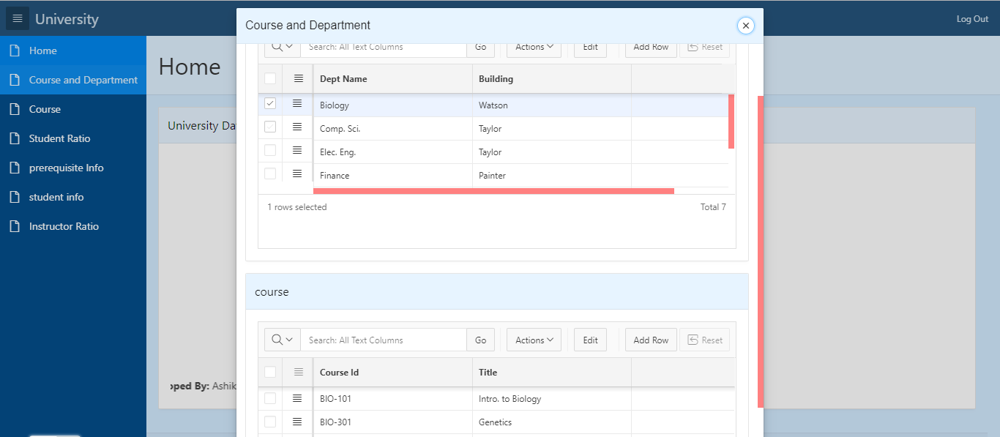 University
Log Out
Home
Course and Department
Course
Student Ratio
prerequisite Info
student info
Instructor Ratio
Home
University Da
oped By: Ashik
Course and Department
Search: All Text Columns
Go
Actions
Edit
Add Row
Reset
Dept Name Building
Biology Watson
Comp. Sci. Taylor
Elec. Eng. Taylor
Finance Painter
1 rows selected Total 7
course
Search: All Text Columns
Go
Actions
Edit
Add Row
Reset
Course Id Title
BIO-101 Intro. to Biology
BIO-301 Genetics